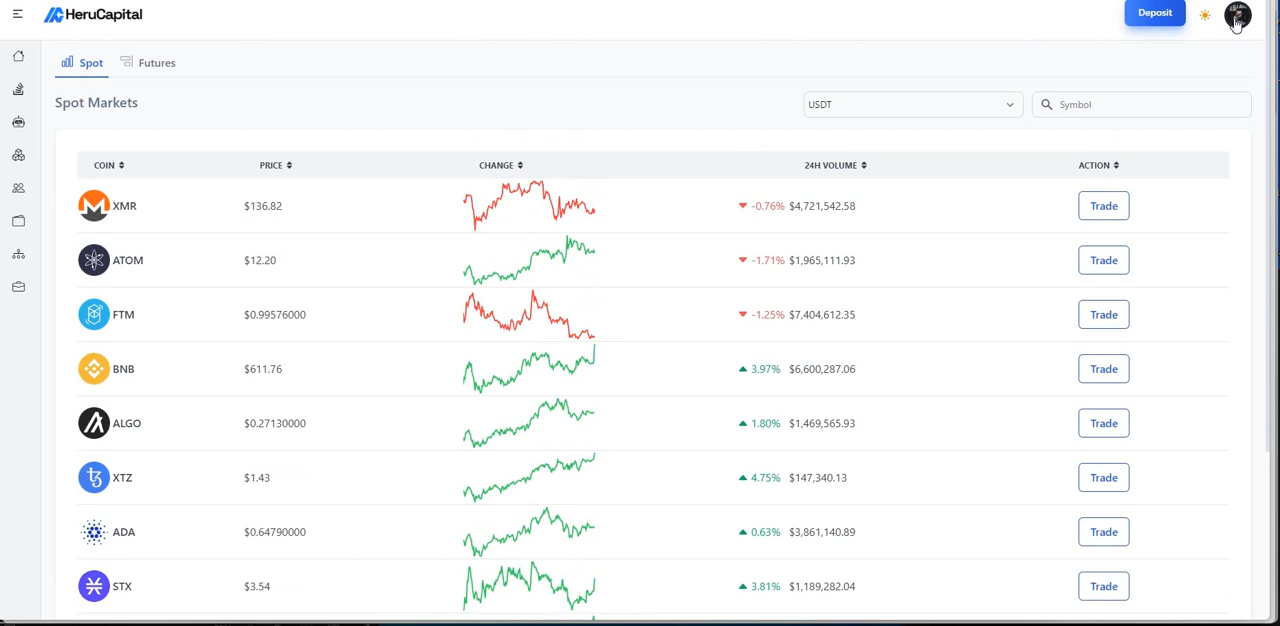 HeruCapital
Deposit
Spot
Futures
Spot Markets
USDT
Symbol
COIN PRICE CHANGE 24H VOLUME ACTION
XMR $136.82 -0.76% $4,721,542.58 Trade
ATOM $12.20 -1.71% $1,965,111.93 Trade
FTM $0.99576000 -1.25% $7,404,612.35 Trade
BNB $611.76 3.97% $6,600,287.06 Trade
ALGO $0.27130000 1.80% $1,469,565.93 Trade
XTZ $1.43 4.75% $147,340.13 Trade
ADA $0.64790000 0.63% $3,861,140.89 Trade
STX $3.54 3.81% $1,189,282.04 Trade